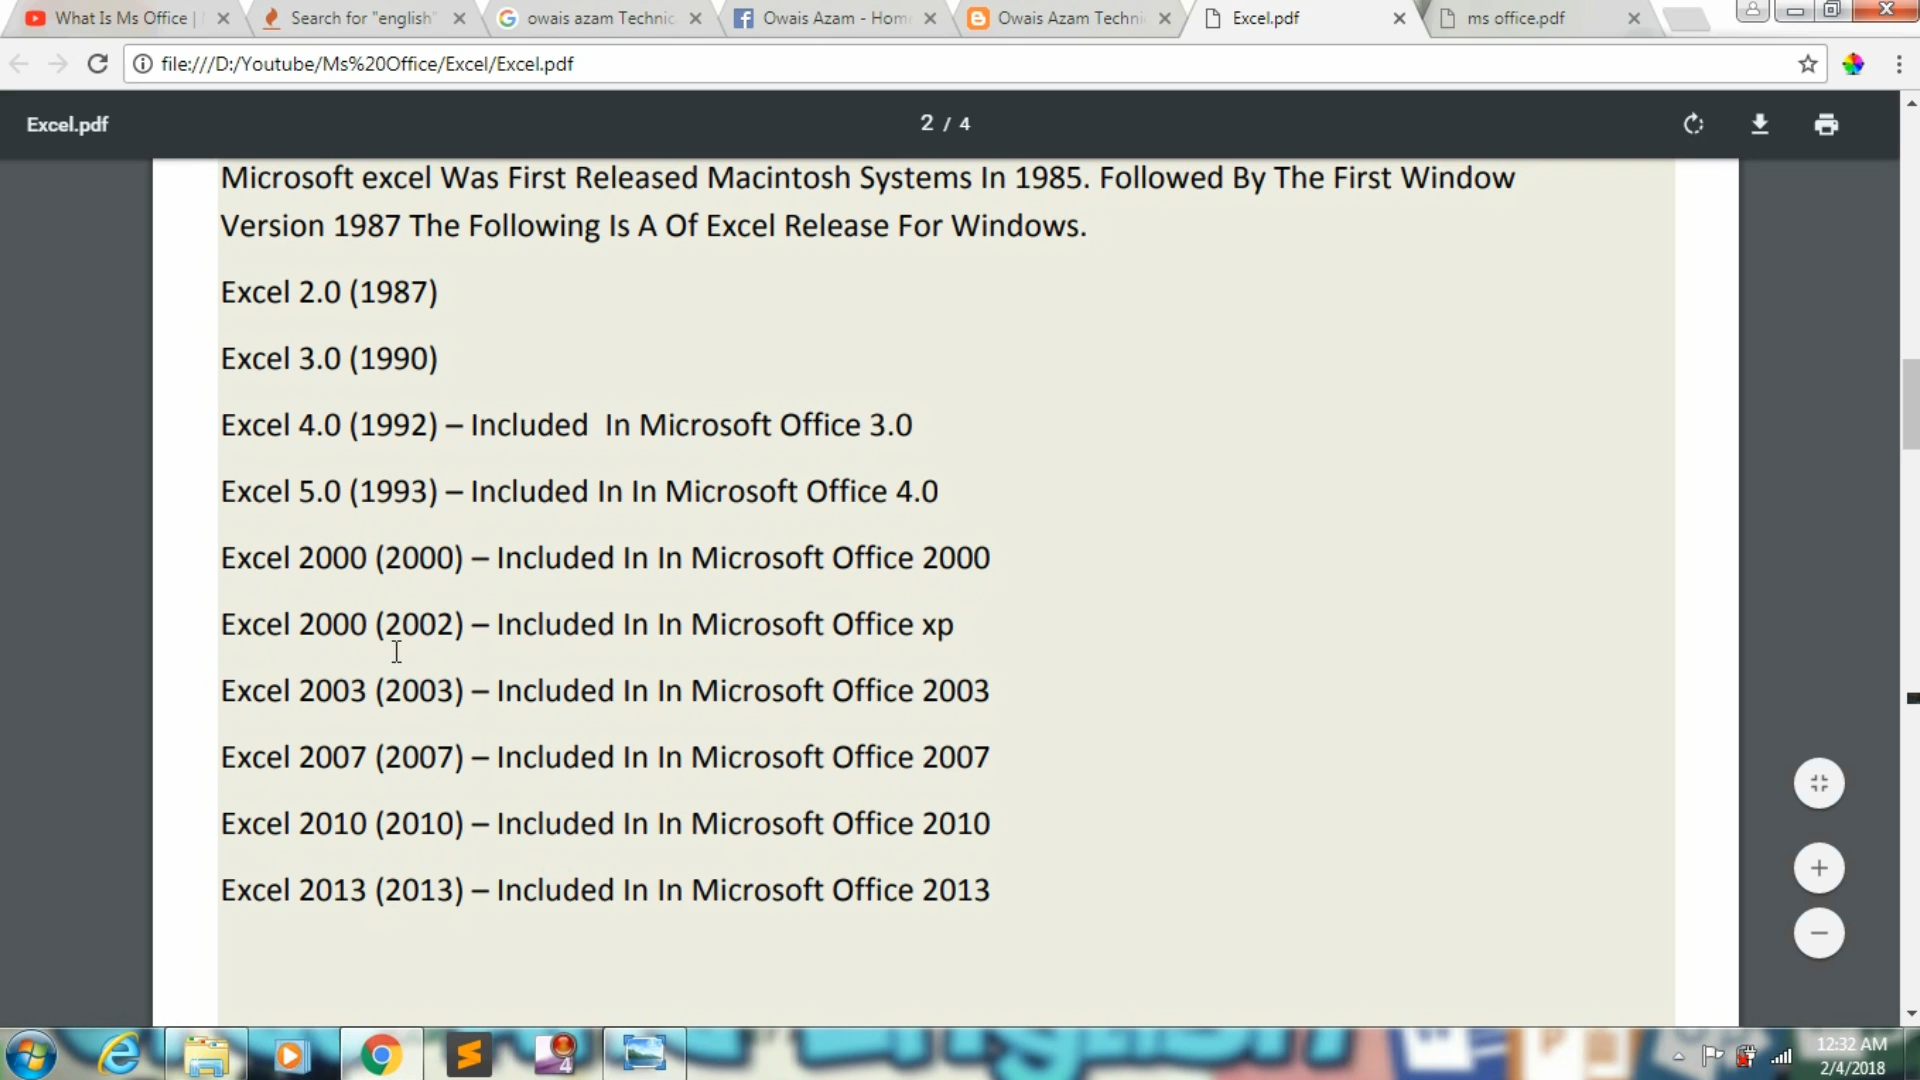 What Is Ms Office |
Search for "english"
owais azam Technic
Owais Azam - Hom
Owais Azam Techni
Excel.pdf
ms office.pdf
file:///D:/Youtube/Ms%20Office/Excel/Excel.pdf
Excel.pdf
2 / 4
Microsoft excel Was First Released Macintosh Systems In 1985. Followed By The First Window
Version 1987 The Following Is A Of Excel Release For Windows.
Excel 2.0 (1987)
Excel 3.0 (1990)
Excel 4.0 (1992) – Included  In Microsoft Office 3.0
Excel 5.0 (1993) – Included In In Microsoft Office 4.0
Excel 2000 (2000) – Included In In Microsoft Office 2000
Excel 2000 (2002) – Included In In Microsoft Office xp
Excel 2003 (2003) – Included In In Microsoft Office 2003
Excel 2007 (2007) – Included In In Microsoft Office 2007
Excel 2010 (2010) – Included In In Microsoft Office 2010
Excel 2013 (2013) – Included In In Microsoft Office 2013
12:32 AM
2/4/2018